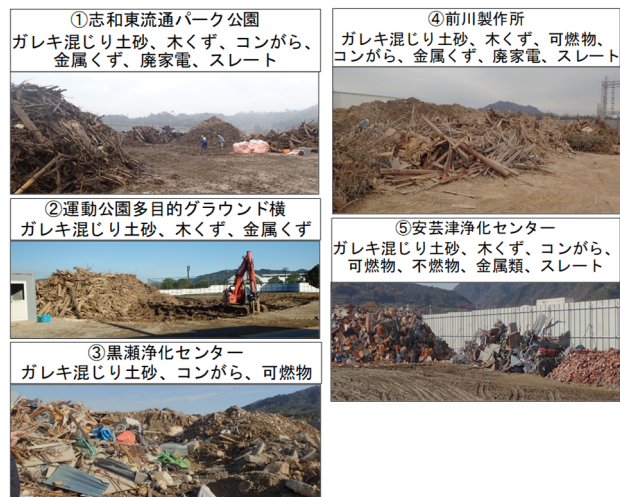 ①志和東流通パーク公園
ガレキ混じり土砂、木くず、コンがら、
金属くず、廃家電、スレート
②運動公園多目的グラウンド横
ガレキ混じり土砂、木くず、金属くず
③黒瀬浄化センター
ガレキ混じり土砂、コンがら、可燃物
④前川製作所
ガレキ混じり土砂、木くず、可燃物、
コンがら、金属くず、廃家電、スレート
⑤安芸津浄化センター
ガレキ混じり土砂、木くず、コンがら、
可燃物、不燃物、金属類、スレート